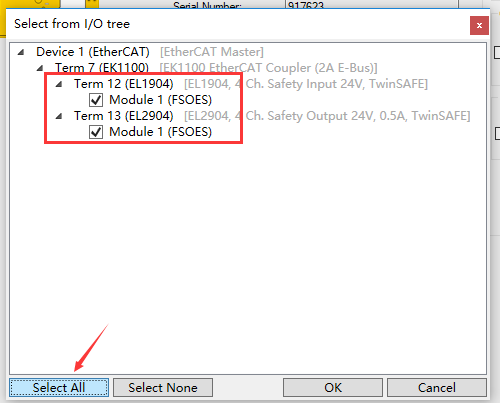 Serial Number: 917623
Select from I/O tree x
Device 1 (EtherCAT) [EtherCAT Master]
Term 7 (EK1100) [EK1100 EtherCAT Coupler (2A E-Bus)]
Term 12 (EL1904) [EL1904, 4 Ch. Safety Input 24V, TwinSAFE]
Module 1 (FSOES)
Term 13 (EL2904) [EL2904, 4 Ch. Safety Output 24V, 0.5A, TwinSAFE]
Module 1 (FSOES)
Select All Select None OK Cancel